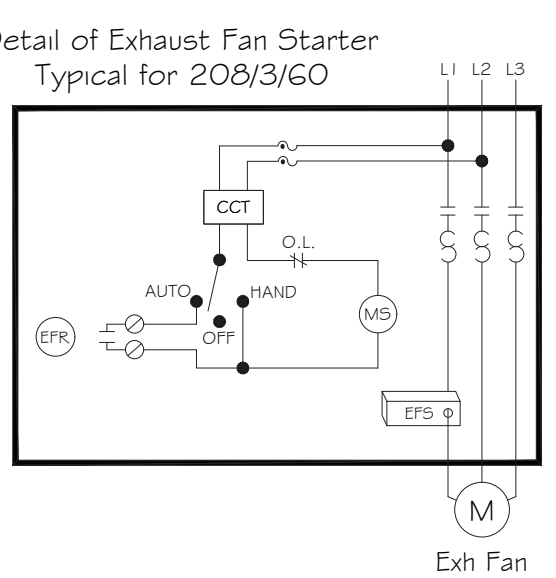 etail of Exhaust Fan Starter
Typical for 208/3/60
L1 L2 L3
CCT
O.L.
AUTO
HAND
MS
EFR
OFF
EFS
M
Exh Fan